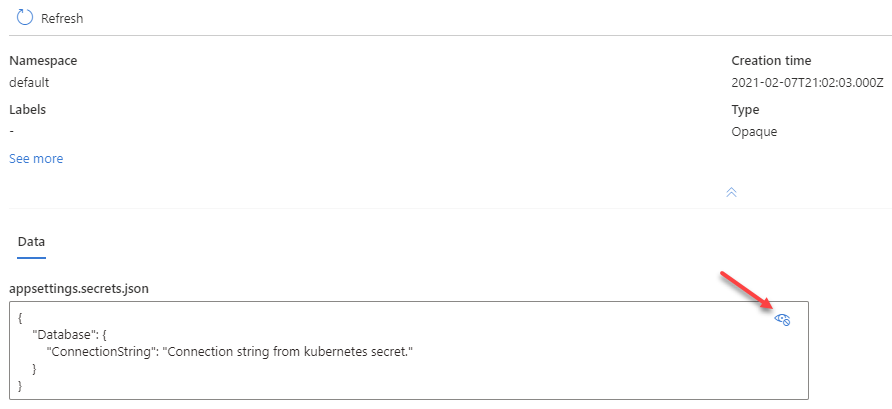 Refresh
Namespace
default
Creation time
2021-02-07T21:02:03.000Z
Labels
-
Type
Opaque
See more
Data
appsettings.secrets.json
{
"Database": {
"ConnectionString": "Connection string from kubernetes secret."
}
}